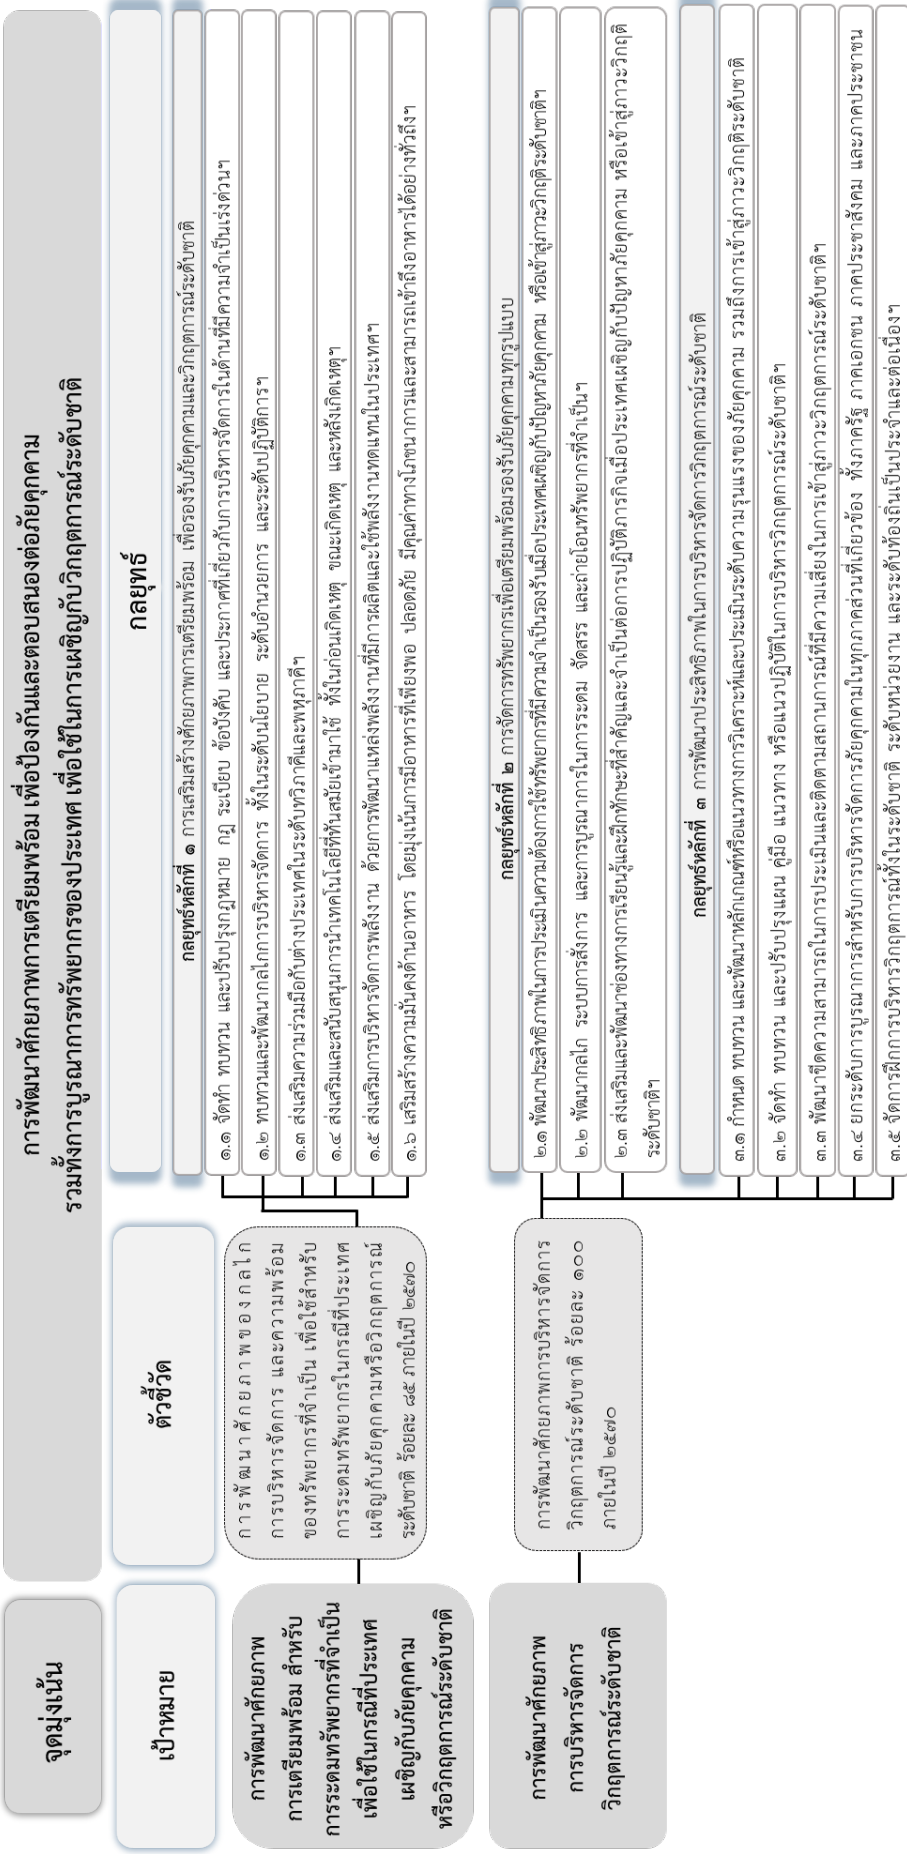 จุดมุ่งเน้น
การพัฒนาศักยภาพการเตรียมพร้อม เพื่อป้องกันและตอบสนองต่อภัยคุกคาม
รวมทั้งการบูรณาการทรัพยากรของประเทศ เพื่อใช้ในการเผชิญกับวิกฤตการณ์ระดับชาติ
เป้าหมาย
ตัวชี้วัด
กลยุทธ์
การพัฒนาศักยภาพ
การเตรียมพร้อม สำหรับ
การระดมทรัพยากรที่จำเป็น
เพื่อใช้ในกรณีที่ประเทศ
เผชิญกับภัยคุกคาม
หรือวิกฤตการณ์ระดับชาติ
การพัฒนาศักยภาพของกลไก
การบริหารจัดการ และความพร้อม
ของทรัพยากรที่จำเป็น เพื่อใช้สำหรับ
การระดมทรัพยากรในกรณีที่ประเทศ
เผชิญกับภัยคุกคามหรือวิกฤตการณ์
ระดับชาติ ร้อยละ ๘๕ ภายในปี ๒๕๗๐
กลยุทธ์หลักที่ ๑ การเสริมสร้างศักยภาพการเตรียมพร้อม เพื่อรองรับภัยคุกคามและวิกฤตการณ์ระดับชาติ
๑.๑ จัดทำ ทบทวน และปรับปรุงกฎหมาย กฎ ระเบียบ ข้อบังคับ และประกาศที่เกี่ยวกับการบริหารจัดการในด้านที่มีความจำเป็นเร่งด่วนฯ
๑.๒ ทบทวนและพัฒนากลไกการบริหารจัดการ ทั้งในระดับนโยบาย ระดับอำนวยการ และระดับปฏิบัติการฯ
๑.๓ ส่งเสริมความร่วมมือกับต่างประเทศในระดับทวิภาคีและพหุภาคีฯ
๑.๔ ส่งเสริมและสนับสนุนการนำเทคโนโลยีที่ทันสมัยเข้ามาใช้ ทั้งในก่อนเกิดเหตุ ขณะเกิดเหตุ และหลังเกิดเหตุฯ
๑.๕ ส่งเสริมการบริหารจัดการพลังงาน ด้วยการพัฒนาแหล่งพลังงานที่มีการผลิตและใช้พลังงานทดแทนในประเทศฯ
๑.๖ เสริมสร้างความมั่นคงด้านอาหาร โดยมุ่งเน้นการมีอาหารที่เพียงพอ ปลอดภัย มีคุณค่าทางโภชนาการและสามารถเข้าถึงอาหารได้อย่างทั่วถึงฯ
การพัฒนาศักยภาพ
การบริหารจัดการ
วิกฤตการณ์ระดับชาติ
การพัฒนาศักยภาพการบริหารจัดการ
วิกฤตการณ์ระดับชาติ ร้อยละ ๑๐๐
ภายในปี ๒๕๗๐
กลยุทธ์หลักที่ ๒ การจัดการทรัพยากรเพื่อเตรียมพร้อมรองรับภัยคุกคามทุกรูปแบบ
๒.๑ พัฒนาประสิทธิภาพในการประเมินความต้องการใช้ทรัพยากรที่มีความจำเป็นรองรับเมื่อประเทศเผชิญกับปัญหาภัยคุกคาม หรือเข้าสู่ภาวะวิกฤติระดับชาติฯ
๒.๒ พัฒนากลไก ระบบการสั่งการ และการบูรณาการในการระดม จัดสรร และถ่ายโอนทรัพยากรที่จำเป็นฯ
๒.๓ ส่งเสริมและพัฒนาช่องทางการเรียนรู้และฝึกทักษะที่สำคัญและจำเป็นต่อการปฏิบัติภารกิจเมื่อประเทศเผชิญกับปัญหาภัยคุกคาม หรือเข้าสู่ภาวะวิกฤติ
ระดับชาติฯ
กลยุทธ์หลักที่ ๓ การพัฒนาประสิทธิภาพในการบริหารจัดการวิกฤตการณ์ระดับชาติ
๓.๑ กำหนด ทบทวน และพัฒนาหลักเกณฑ์หรือแนวทางการวิเคราะห์และประเมินระดับความรุนแรงของภัยคุกคาม รวมถึงการเข้าสู่ภาวะวิกฤติระดับชาติ
๓.๒ จัดทำ ทบทวน และปรับปรุงแผน คู่มือ แนวทาง หรือแนวปฏิบัติในการบริหารวิกฤตการณ์ระดับชาติฯ
๓.๓ พัฒนาขีดความสามารถในการประเมินและติดตามสถานการณ์ที่มีความเสี่ยงในการเข้าสู่ภาวะวิกฤตการณ์ระดับชาติฯ
๓.๔ ยกระดับการบูรณาการสำหรับการบริหารจัดการภัยคุกคามในทุกภาคส่วนที่เกี่ยวข้อง ทั้งภาครัฐ ภาคเอกชน ภาคประชาสังคม และภาคประชาชน
๓.๕ จัดการฝึกการบริหารวิกฤตการณ์ทั้งในระดับชาติ ระดับหน่วยงาน และระดับท้องถิ่นเป็นประจำและต่อเนื่องฯ